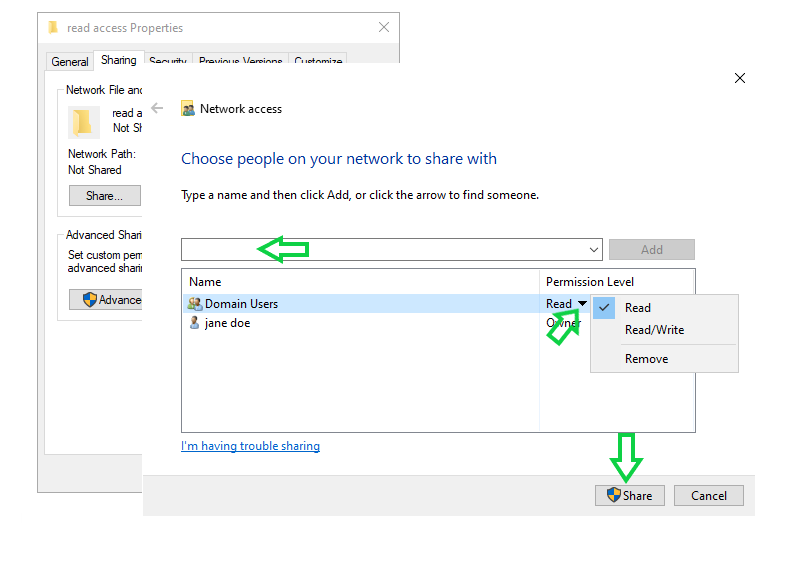 read access Properties
General
Sharing
Security
Previous Versions
Customize
Network File and
read a
Not Sh
Network Path:
Not Shared
Share...
Advanced Shari
Set custom perm
advanced sharin
Advance
Network access
Choose people on your network to share with
Type a name and then click Add, or click the arrow to find someone.
Add
Name Permission Level
Domain Users Read
jane doe Owner
Read
Read/Write
Remove
I'm having trouble sharing
Share Cancel